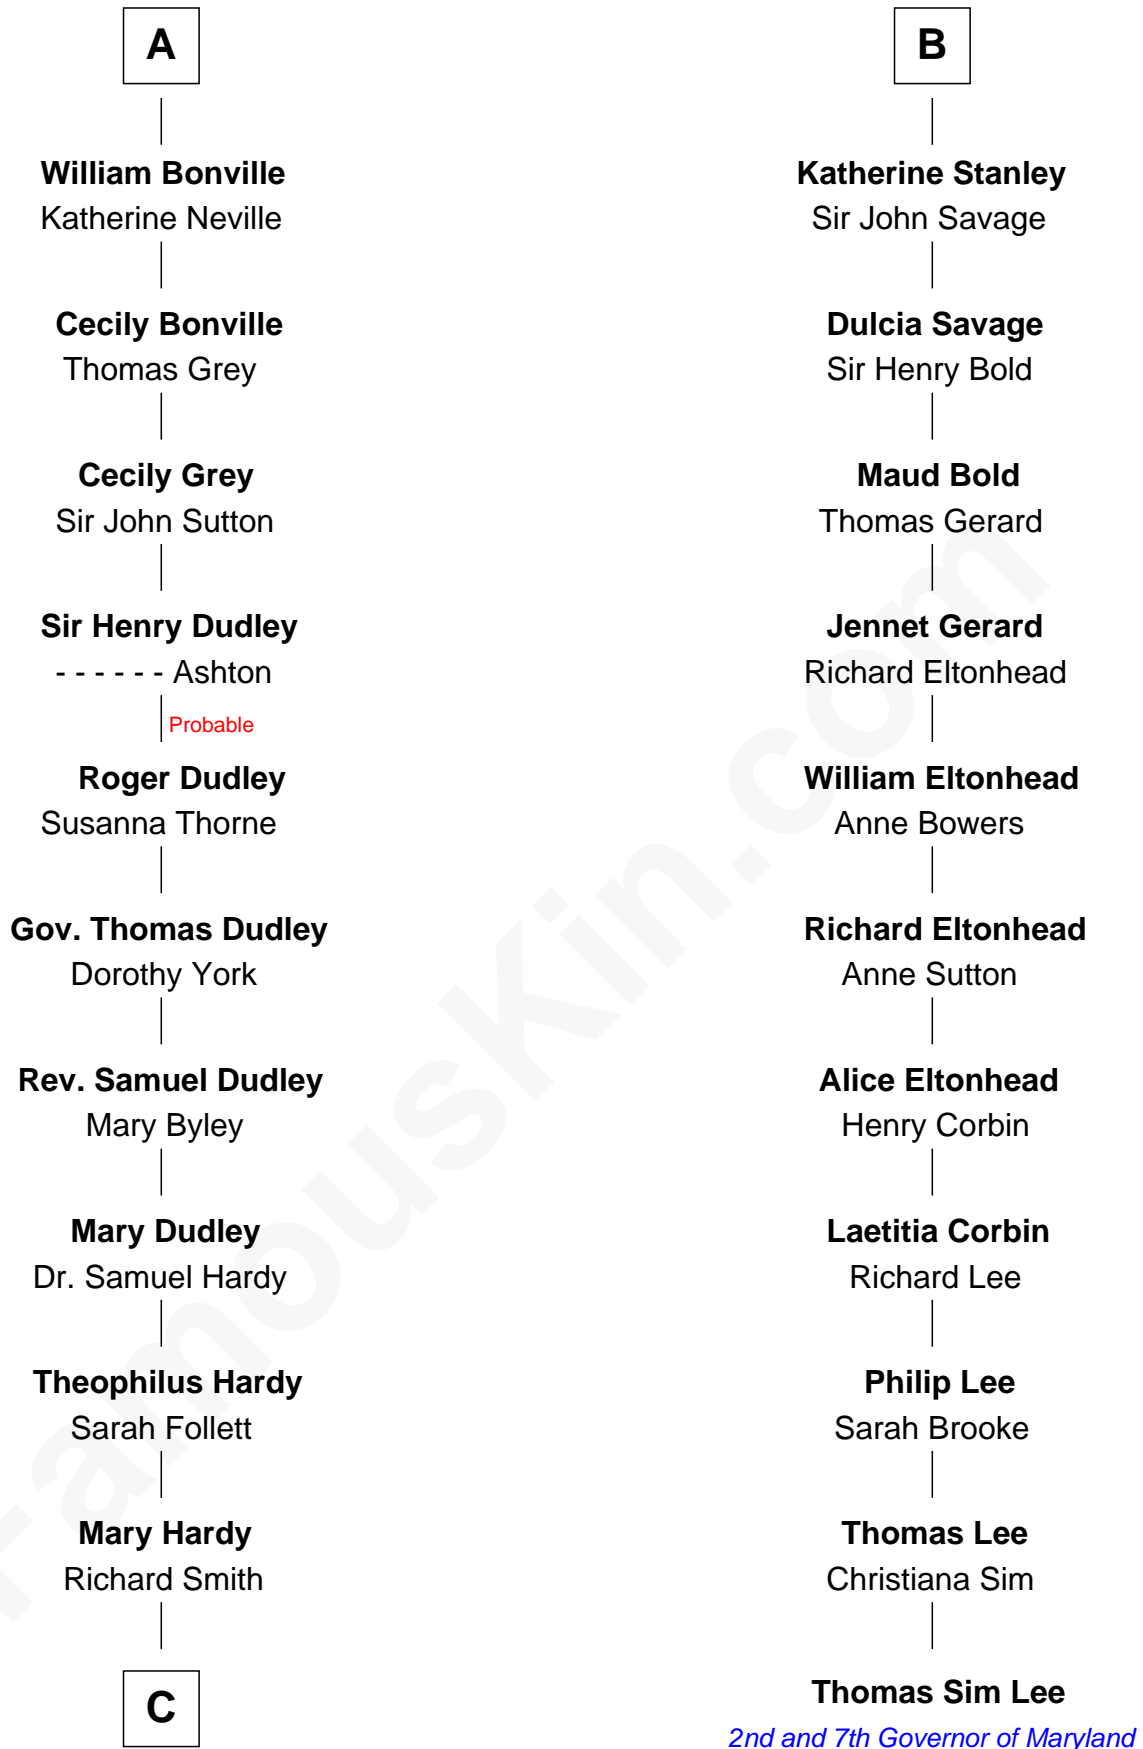 A
William Bonville
Katherine Neville
Cecily Bonville
Thomas Grey
Cecily Grey
Sir John Sutton
Sir Henry Dudley
- - - - - - Ashton
Probable
Roger Dudley
Susanna Thorne
Gov. Thomas Dudley
Dorothy York
Rev. Samuel Dudley
Mary Byley
Mary Dudley
Dr. Samuel Hardy
Theophilus Hardy
Sarah Follett
Mary Hardy
Richard Smith
C
B
Katherine Stanley
Sir John Savage
Dulcia Savage
Sir Henry Bold
Maud Bold
Thomas Gerard
Jennet Gerard
Richard Eltonhead
William Eltonhead
Anne Bowers
Richard Eltonhead
Anne Sutton
Alice Eltonhead
Henry Corbin
Laetitia Corbin
Richard Lee
Philip Lee
Sarah Brooke
Thomas Lee
Christiana Sim
Thomas Sim Lee
2nd and 7th Governor of Maryland
FamousKin.com